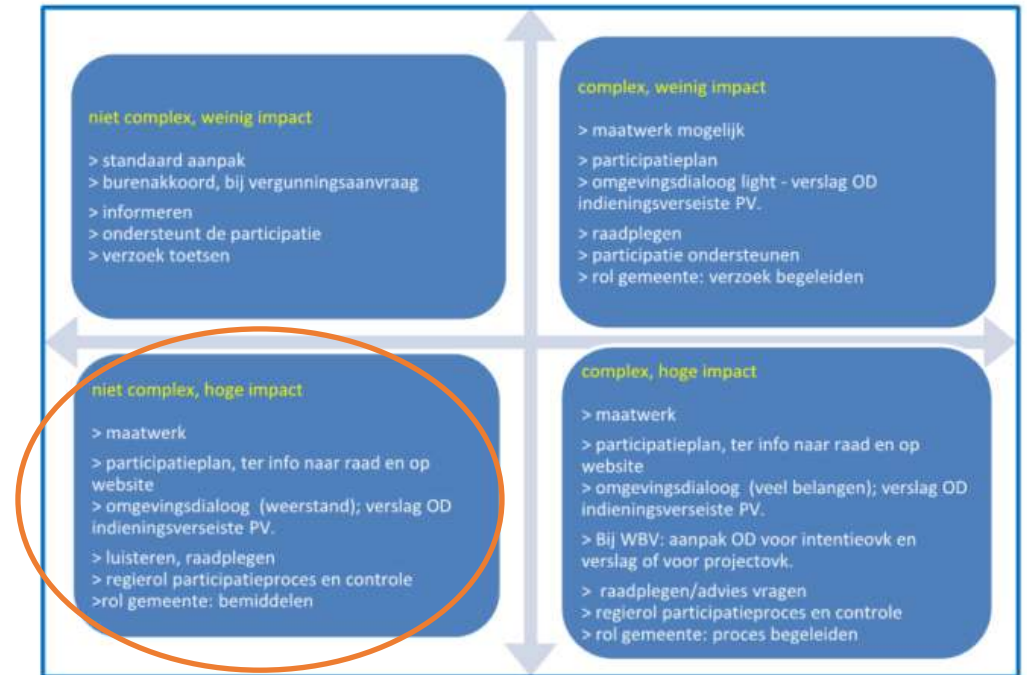 niet complex, weinig impact
> standaard aanpak
> burenakkoord, bij vergunningsaanvraag
> informeren
> ondersteunt de participatie
> verzoek toetsen
complex, weinig impact
> maatwerk mogelijk
> participatieplan
> omgevingsdialoog light - verslag OD
indieningsverseiste PV.
> raadplegen
> participatie ondersteunen
> rol gemeente: verzoek begeleiden
niet complex, hoge impact
> maatwerk
> participatieplan, ter info naar raad en op
website
> omgevingsdialoog (weerstand); verslag OD
indieningsverseiste PV.
> luisteren, raadplegen
> regierol participatieproces en controle
>rol gemeente: bemiddelen
complex, hoge impact
> maatwerk
> participatieplan, ter info naar raad en op
website
> omgevingsdialoog (veel belangen); verslag OD
indieningsverseiste PV.
> Bij WBV: aanpak OD voor intentieovk en
verslag of voor projectovk.
> raadplegen/advies vragen
> regierol participatieproces en controle
> rol gemeente: proces begeleiden